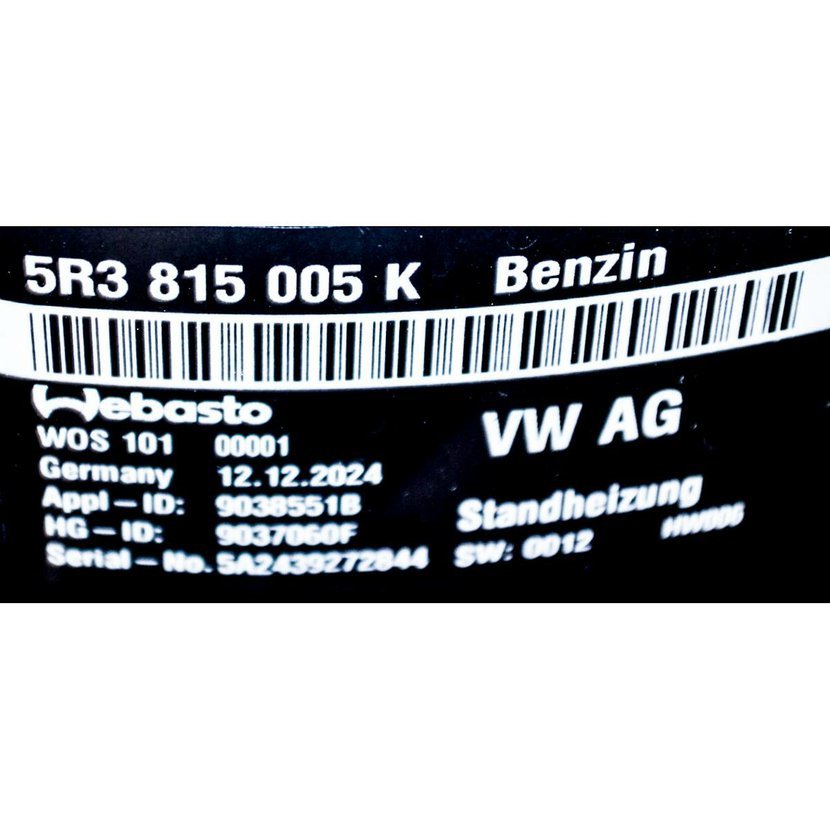 5R3 815 005 K Benzin
Webasto
VW AG
WOS 101 00001
Germany 12.12.2024
Appl-ID: 9038551B
Standheizung
HG-ID: 9037060F
SW: 0012 HW006
Serial-No. 5A2439272844